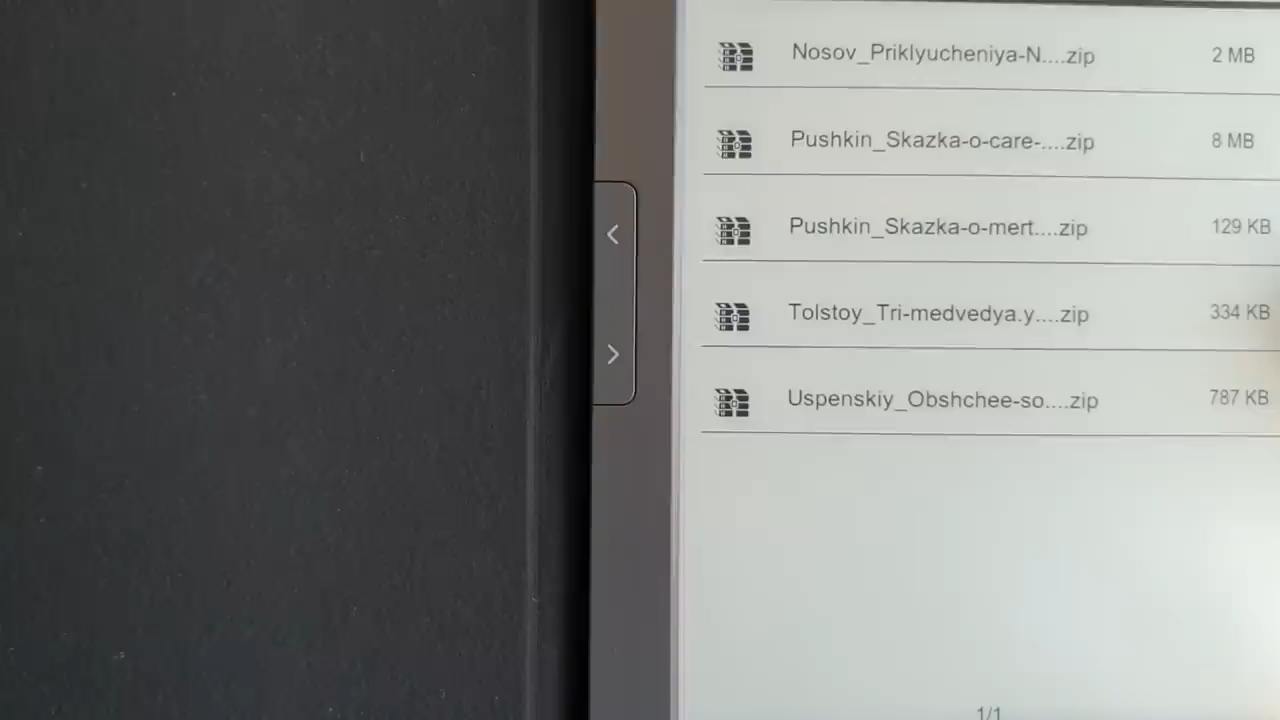 Nosov_Priklyucheniya-N....zip 2 MB
Pushkin_Skazka-o-care-....zip 8 MB
Pushkin_Skazka-o-mert....zip 129 KB
Tolstoy_Tri-medvedya.y....zip 334 KB
Uspenskiy_Obshchee-so....zip 787 KB
1/1